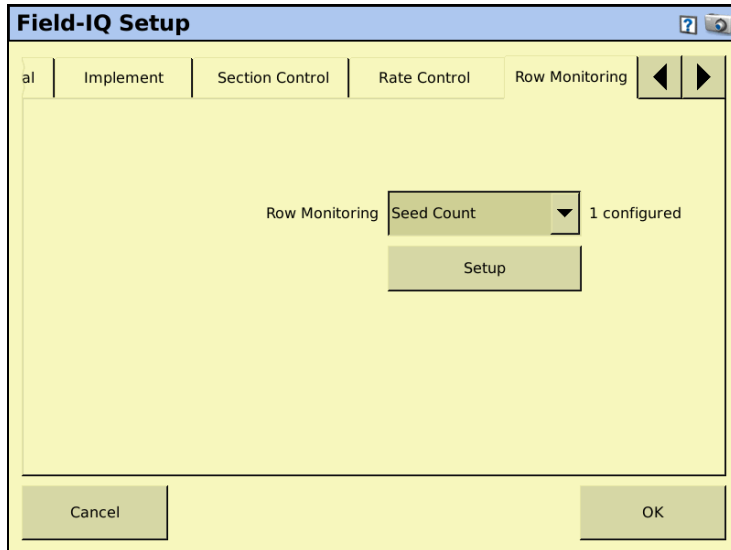 Field-IQ Setup ?
al Implement Section Control Rate Control Row Monitoring
Row Monitoring Seed Count 1 configured
Setup
Cancel OK